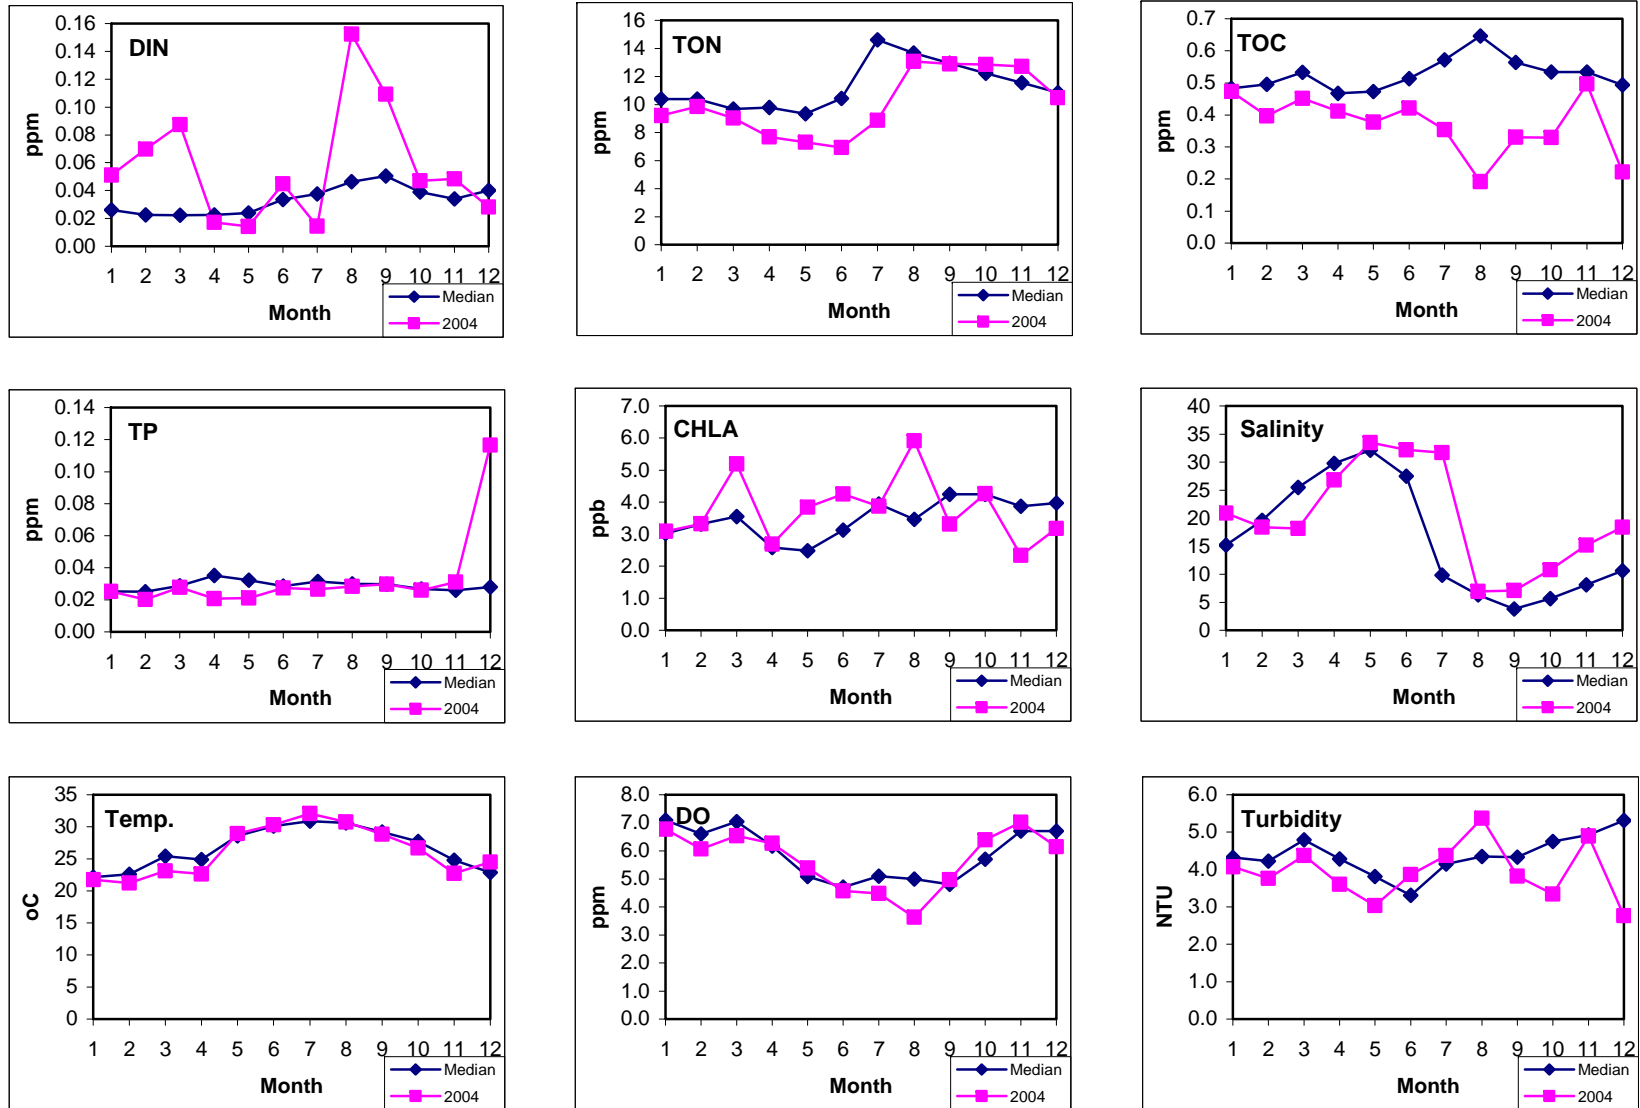 DIN
0.16
0.14
0.12
0.10
0.08
0.06
0.04
0.02
0.00
ppm
1 2 3 4 5 6 7 8 9 10 11 12
Month
Median
2004
TON
16
14
12
10
8
6
4
2
0
ppm
1 2 3 4 5 6 7 8 9 10 11 12
Month
Median
2004
TOC
0.7
0.6
0.5
0.4
0.3
0.2
0.1
0.0
ppm
1 2 3 4 5 6 7 8 9 10 11 12
Month
Median
2004
TP
0.14
0.12
0.10
0.08
0.06
0.04
0.02
0.00
ppm
1 2 3 4 5 6 7 8 9 10 11 12
Month
Median
2004
CHLA
7.0
6.0
5.0
4.0
3.0
2.0
1.0
0.0
ppb
1 2 3 4 5 6 7 8 9 10 11 12
Month
Median
2004
Salinity
40
35
30
25
20
15
10
5
0
1 2 3 4 5 6 7 8 9 10 11 12
Month
Median
2004
Temp.
35
30
25
20
15
10
5
0
oC
1 2 3 4 5 6 7 8 9 10 11 12
Month
Median
2004
DO
8.0
7.0
6.0
5.0
4.0
3.0
2.0
1.0
0.0
ppm
1 2 3 4 5 6 7 8 9 10 11 12
Month
Median
2004
Turbidity
6.0
5.0
4.0
3.0
2.0
1.0
0.0
NTU
1 2 3 4 5 6 7 8 9 10 11 12
Month
Median
2004